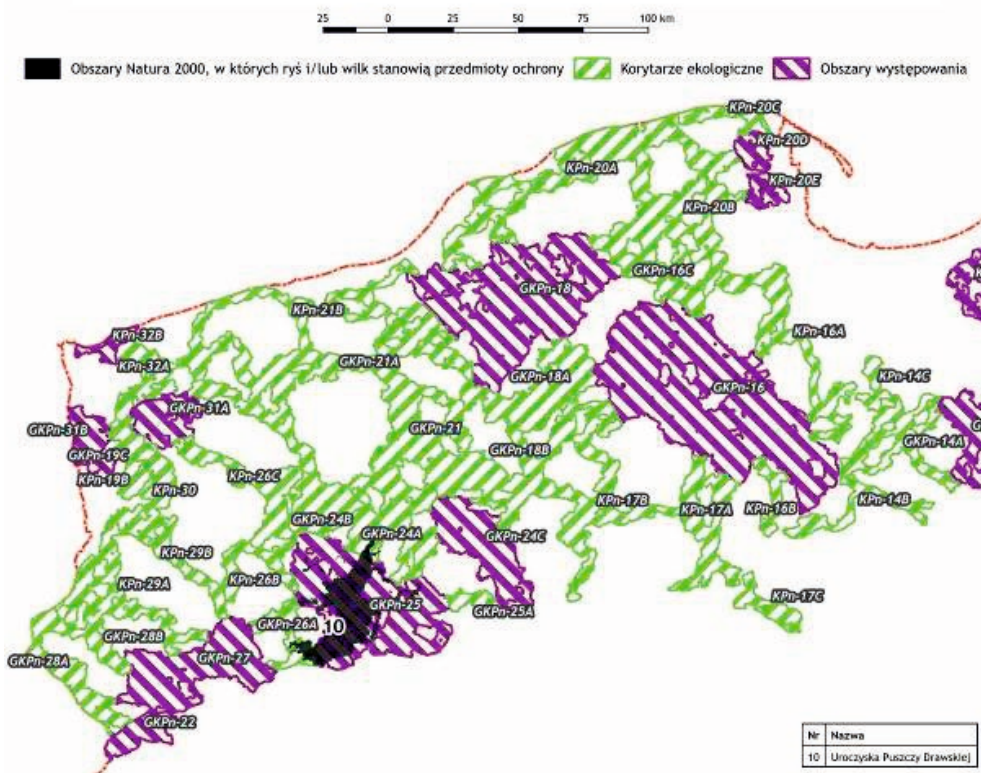 25 0 25 50 75 100 km
Obszary Natura 2000, w których ryś i/lub wilk stanowią przedmioty ochrony Korytarze ekologiczne Obszary występowania
KPn-20C
KPn-20D
KPn-20A
KPn-20E
KPn-20B
GKPn-16C
GKPn-18
KPn-21B
KPn-32B
KPn-16A
KPn-32A
GKPn-21A
GKPn-18A
KPn-14C
GKPn-16
GKPn-31A
GKPn-31B
GKPn-21
GKPn-14A
GKPn-19C
GKPn-18B
KPn-19B
KPn-26C
KPn-30
KPn-17B
KPn-14B
KPn-17A
KPn-16B
GKPn-24B
GKPn-24A
GKPn-24C
KPn-29B
KPn-26B
KPn-29A
KPn-17C
GKPn-25
GKPn-25A
GKPn-26A
10
GKPn-28B
GKPn-27
GKPn-28A
GKPn-22
Nr Nazwa
10 Uroczyska Puszczy Drawskiej